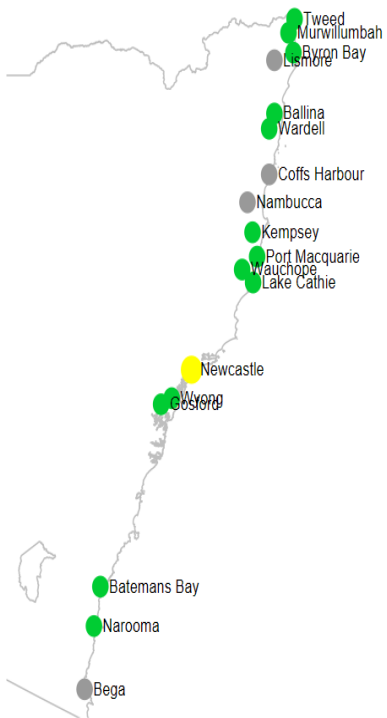 Tweed
Murwillumbah
Byron Bay
Lismore
Ballina
Wardell
Coffs Harbour
Nambucca
Kempsey
Port Macquarie
Wauchope
Lake Cathie
Newcastle
Wyong
Gosford
Batemans Bay
Narooma
Bega